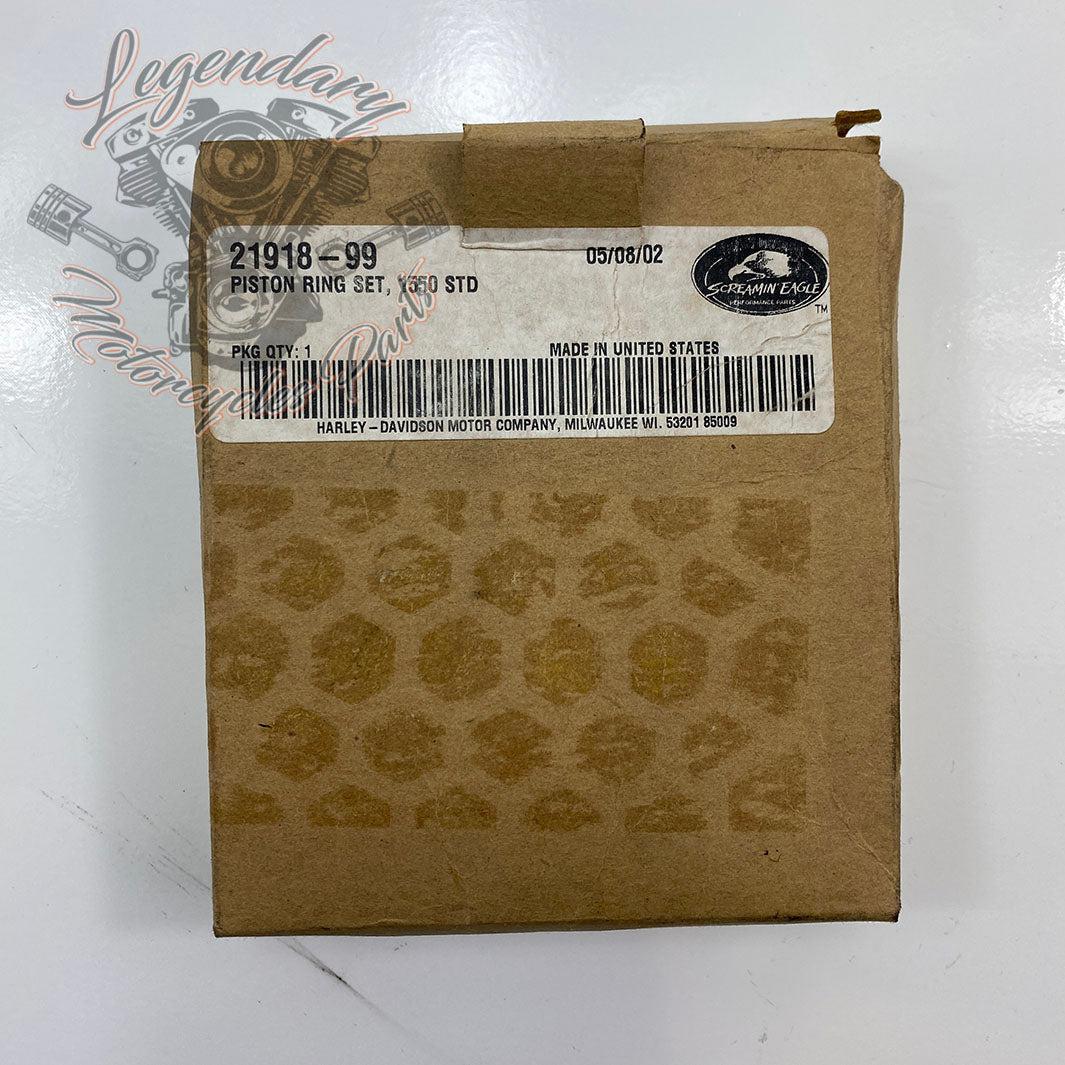 Legendary
Motorcycles Parts
21918-99
05/08/02
PISTON RING SET, 1550 STD
SCREAMIN' EAGLE
PERFORMANCE PARTS
TM
PKG QTY: 1
MADE IN UNITED STATES
HARLEY-DAVIDSON MOTOR COMPANY, MILWAUKEE WI. 53201 85009